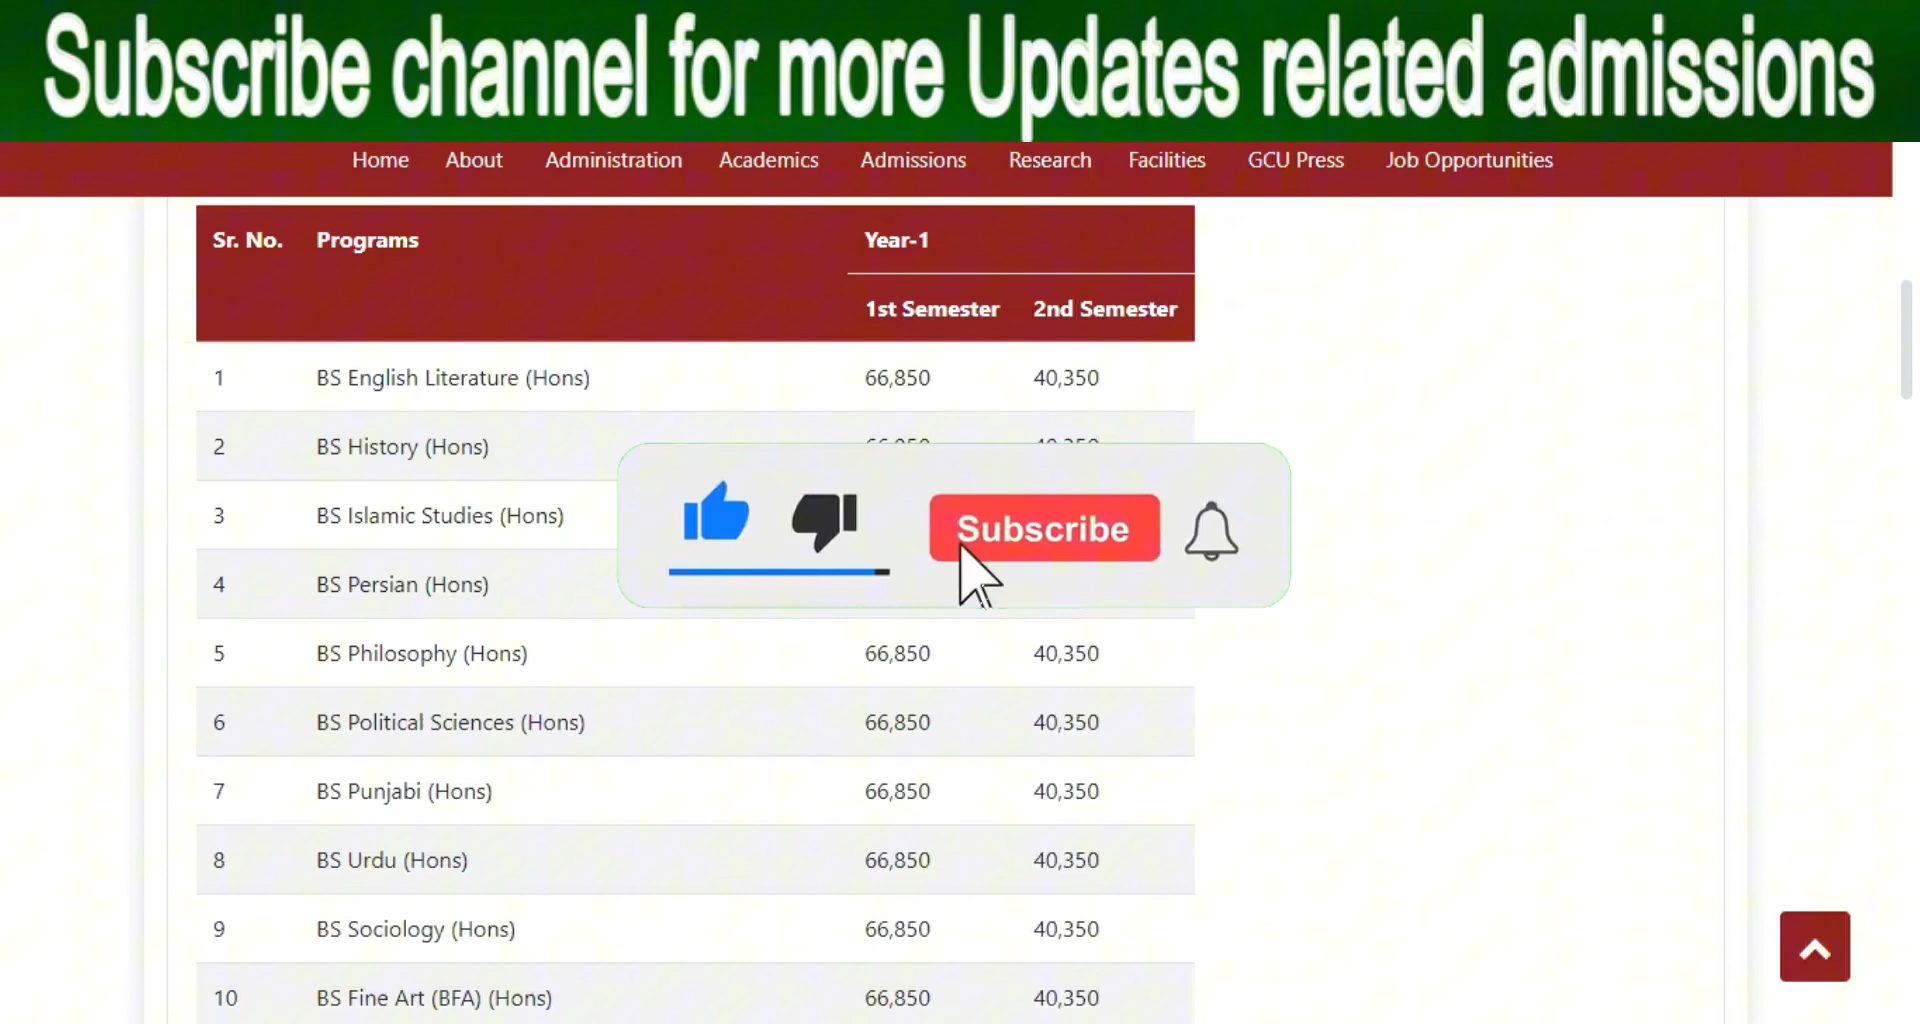 Subscribe channel for more Updates related admissions
Home About Administration Academics Admissions Research Facilities GCU Press Job Opportunities
Sr. No. Programs Year-1
1st Semester 2nd Semester
1 BS English Literature (Hons) 66,850 40,350
2 BS History (Hons)
3 BS Islamic Studies (Hons)
Subscribe
4 BS Persian (Hons)
5 BS Philosophy (Hons) 66,850 40,350
6 BS Political Sciences (Hons) 66,850 40,350
7 BS Punjabi (Hons) 66,850 40,350
8 BS Urdu (Hons) 66,850 40,350
9 BS Sociology (Hons) 66,850 40,350
10 BS Fine Art (BFA) (Hons) 66,850 40,350